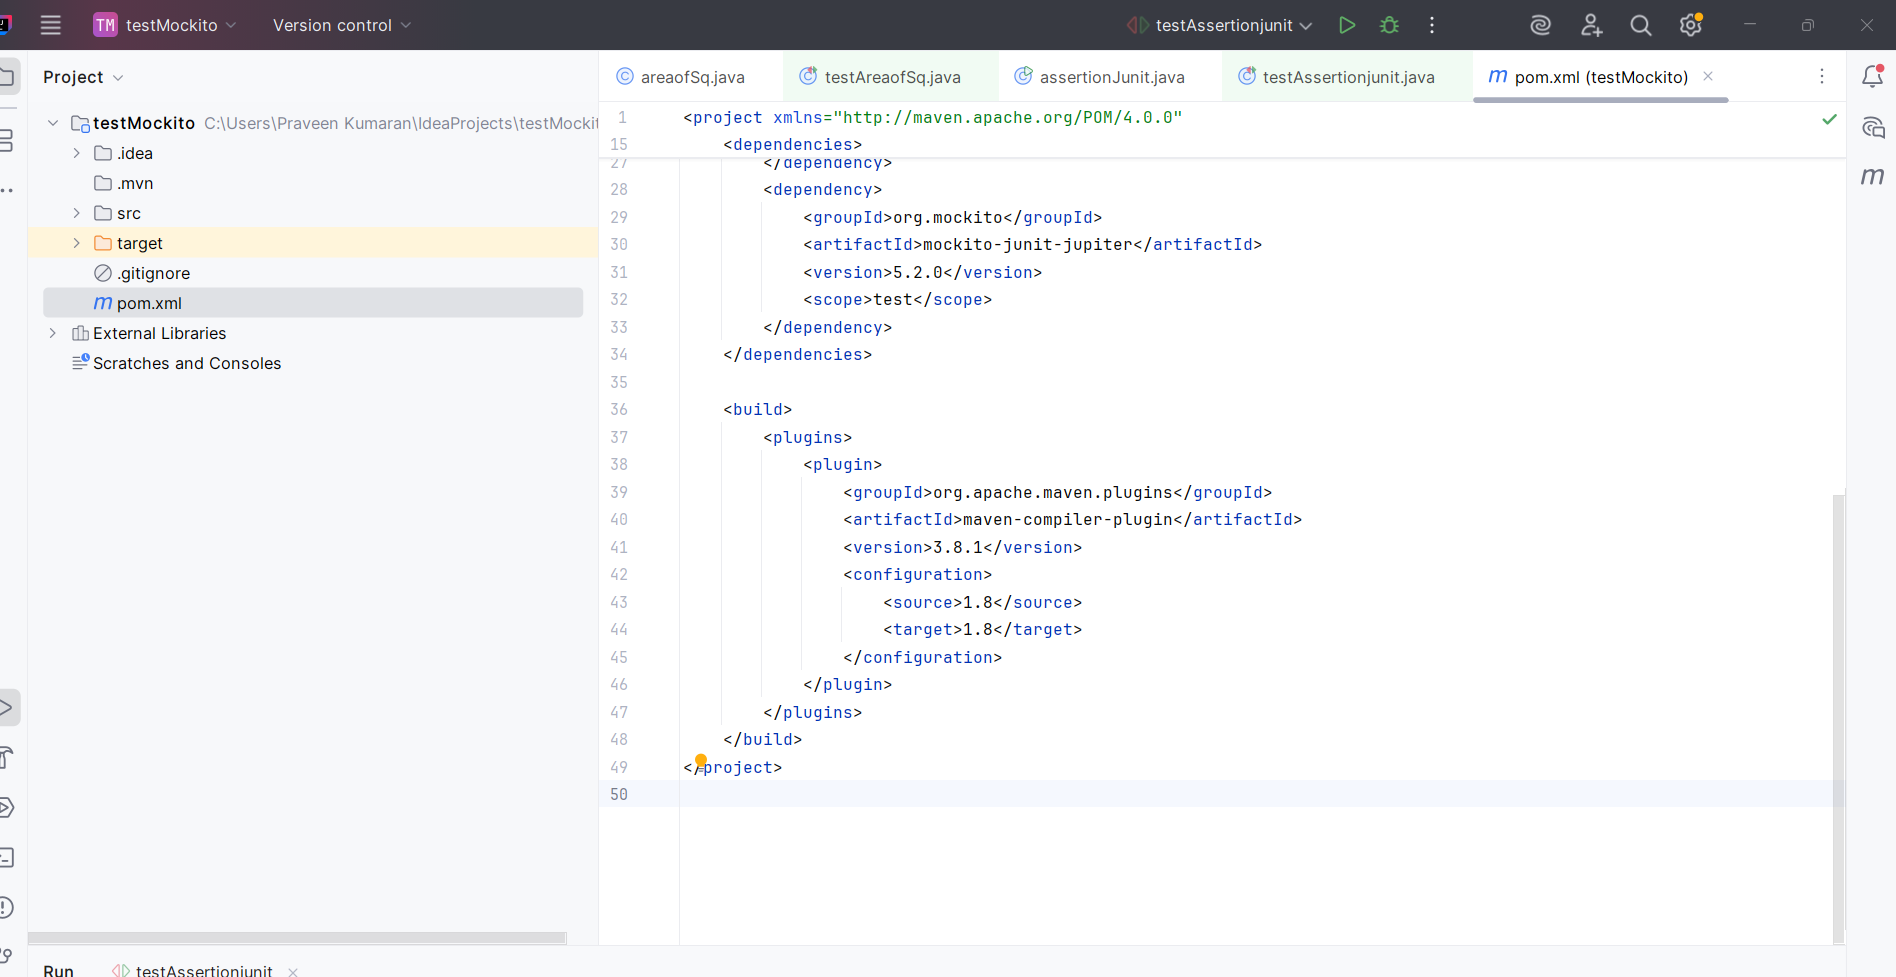 TM testMockito Version control testAssertionjunit
Project
testMockito C:\Users\Praveen Kumaran\IdeaProjects\testMockit
.idea
.mvn
src
target
.gitignore
m pom.xml
External Libraries
Scratches and Consoles
areaofSq.java testAreaofSq.java assertionJunit.java testAssertionjunit.java m pom.xml (testMockito)
1 <project xmlns="http://maven.apache.org/POM/4.0.0"
15 <dependencies>
27 </dependency>
28 <dependency>
29 <groupId>org.mockito</groupId>
30 <artifactId>mockito-junit-jupiter</artifactId>
31 <version>5.2.0</version>
32 <scope>test</scope>
33 </dependency>
34 </dependencies>
35
36 <build>
37 <plugins>
38 <plugin>
39 <groupId>org.apache.maven.plugins</groupId>
40 <artifactId>maven-compiler-plugin</artifactId>
41 <version>3.8.1</version>
42 <configuration>
43 <source>1.8</source>
44 <target>1.8</target>
45 </configuration>
46 </plugin>
47 </plugins>
48 </build>
49 </project>
50
m
Run testAssertionjunit